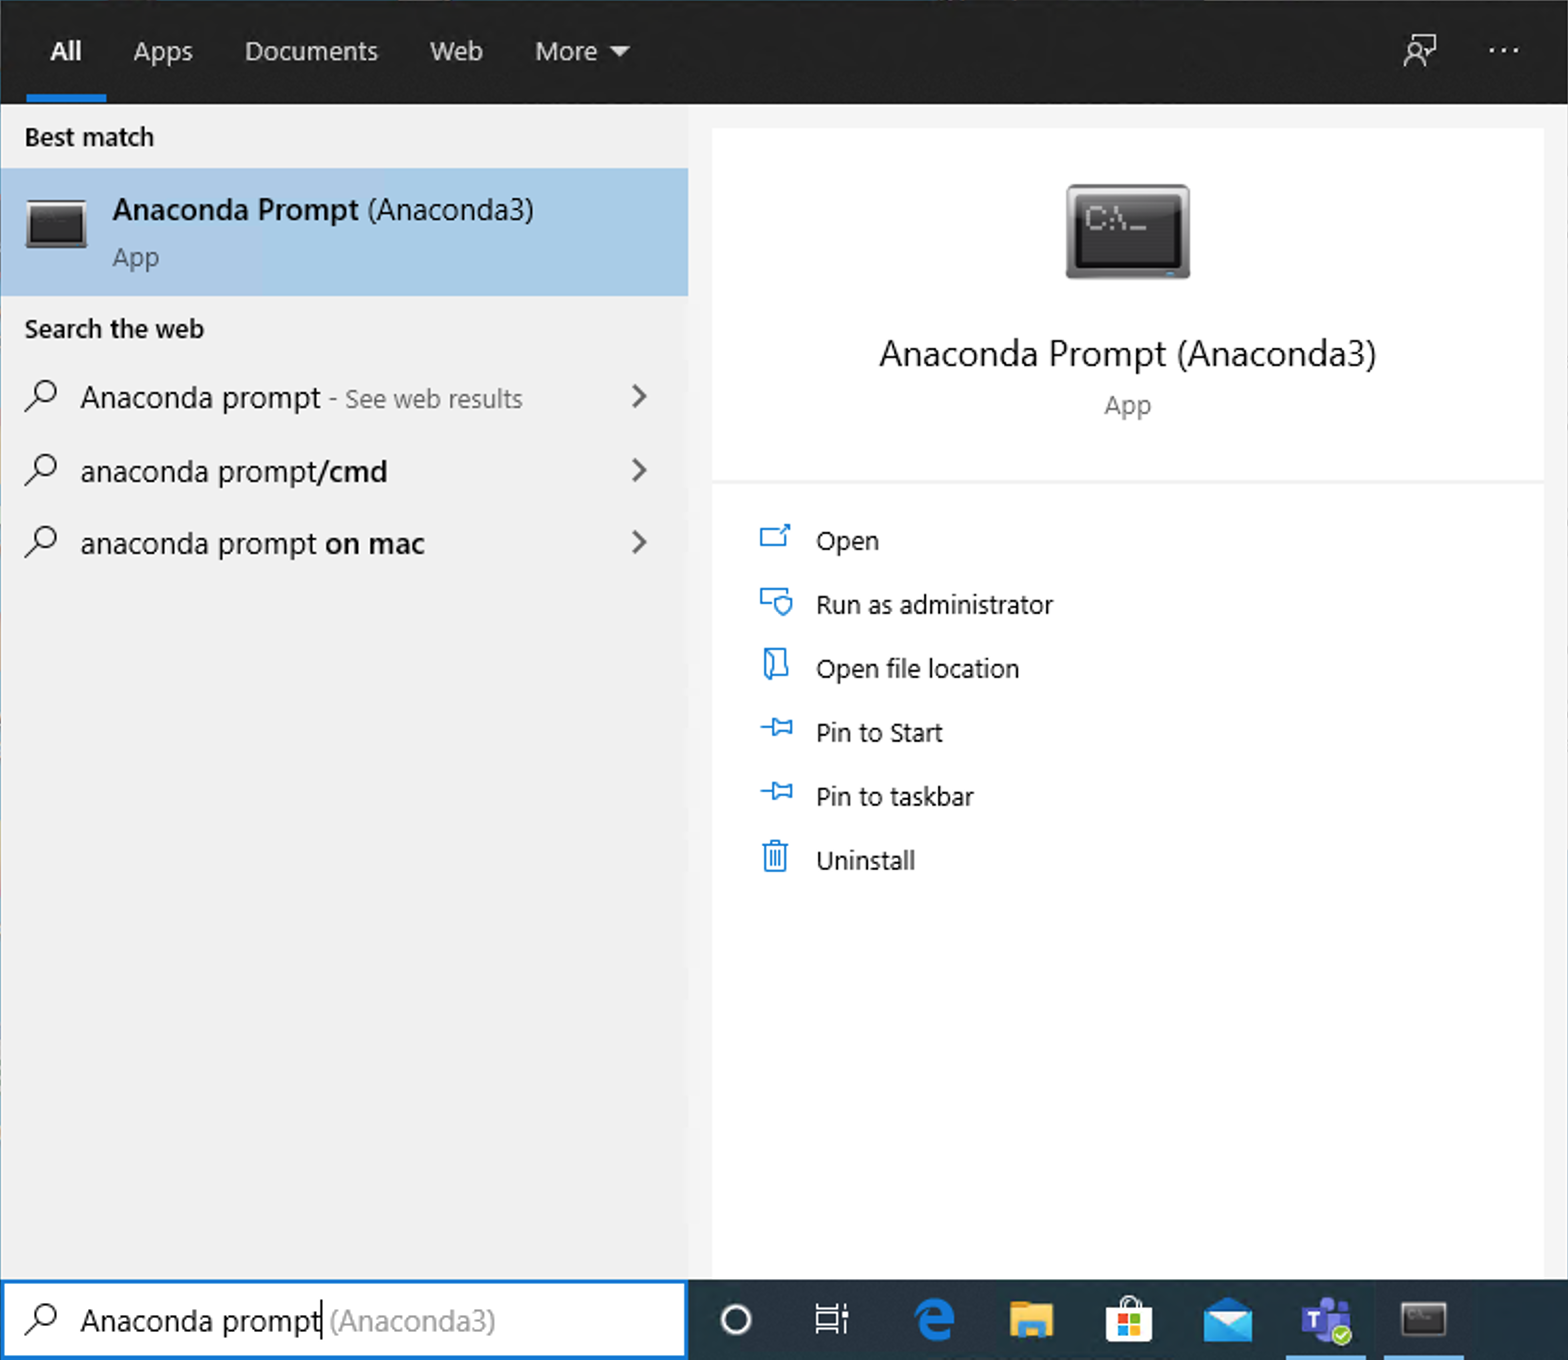 All Apps Documents Web More
Best match
Anaconda Prompt (Anaconda3)
App
Search the web
Anaconda prompt - See web results
anaconda prompt/cmd
anaconda prompt on mac
C:\_
Anaconda Prompt (Anaconda3)
App
Open
Run as administrator
Open file location
Pin to Start
Pin to taskbar
Uninstall
Anaconda prompt (Anaconda3)
T